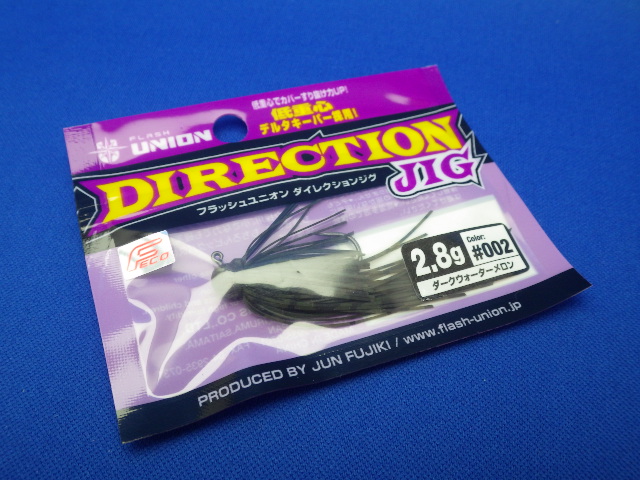 低重心でカバーすり抜け力UP!
低重心
デルタキーパー採用!
FLASH
UNION
DIRECTION
JIG
フラッシュユニオン ダイレクションジグ
ECO
2.8g
Color:
#002
ダークウォーターメロン
PRODUCED BY JUN FUJIKI / www.flash-union.jp